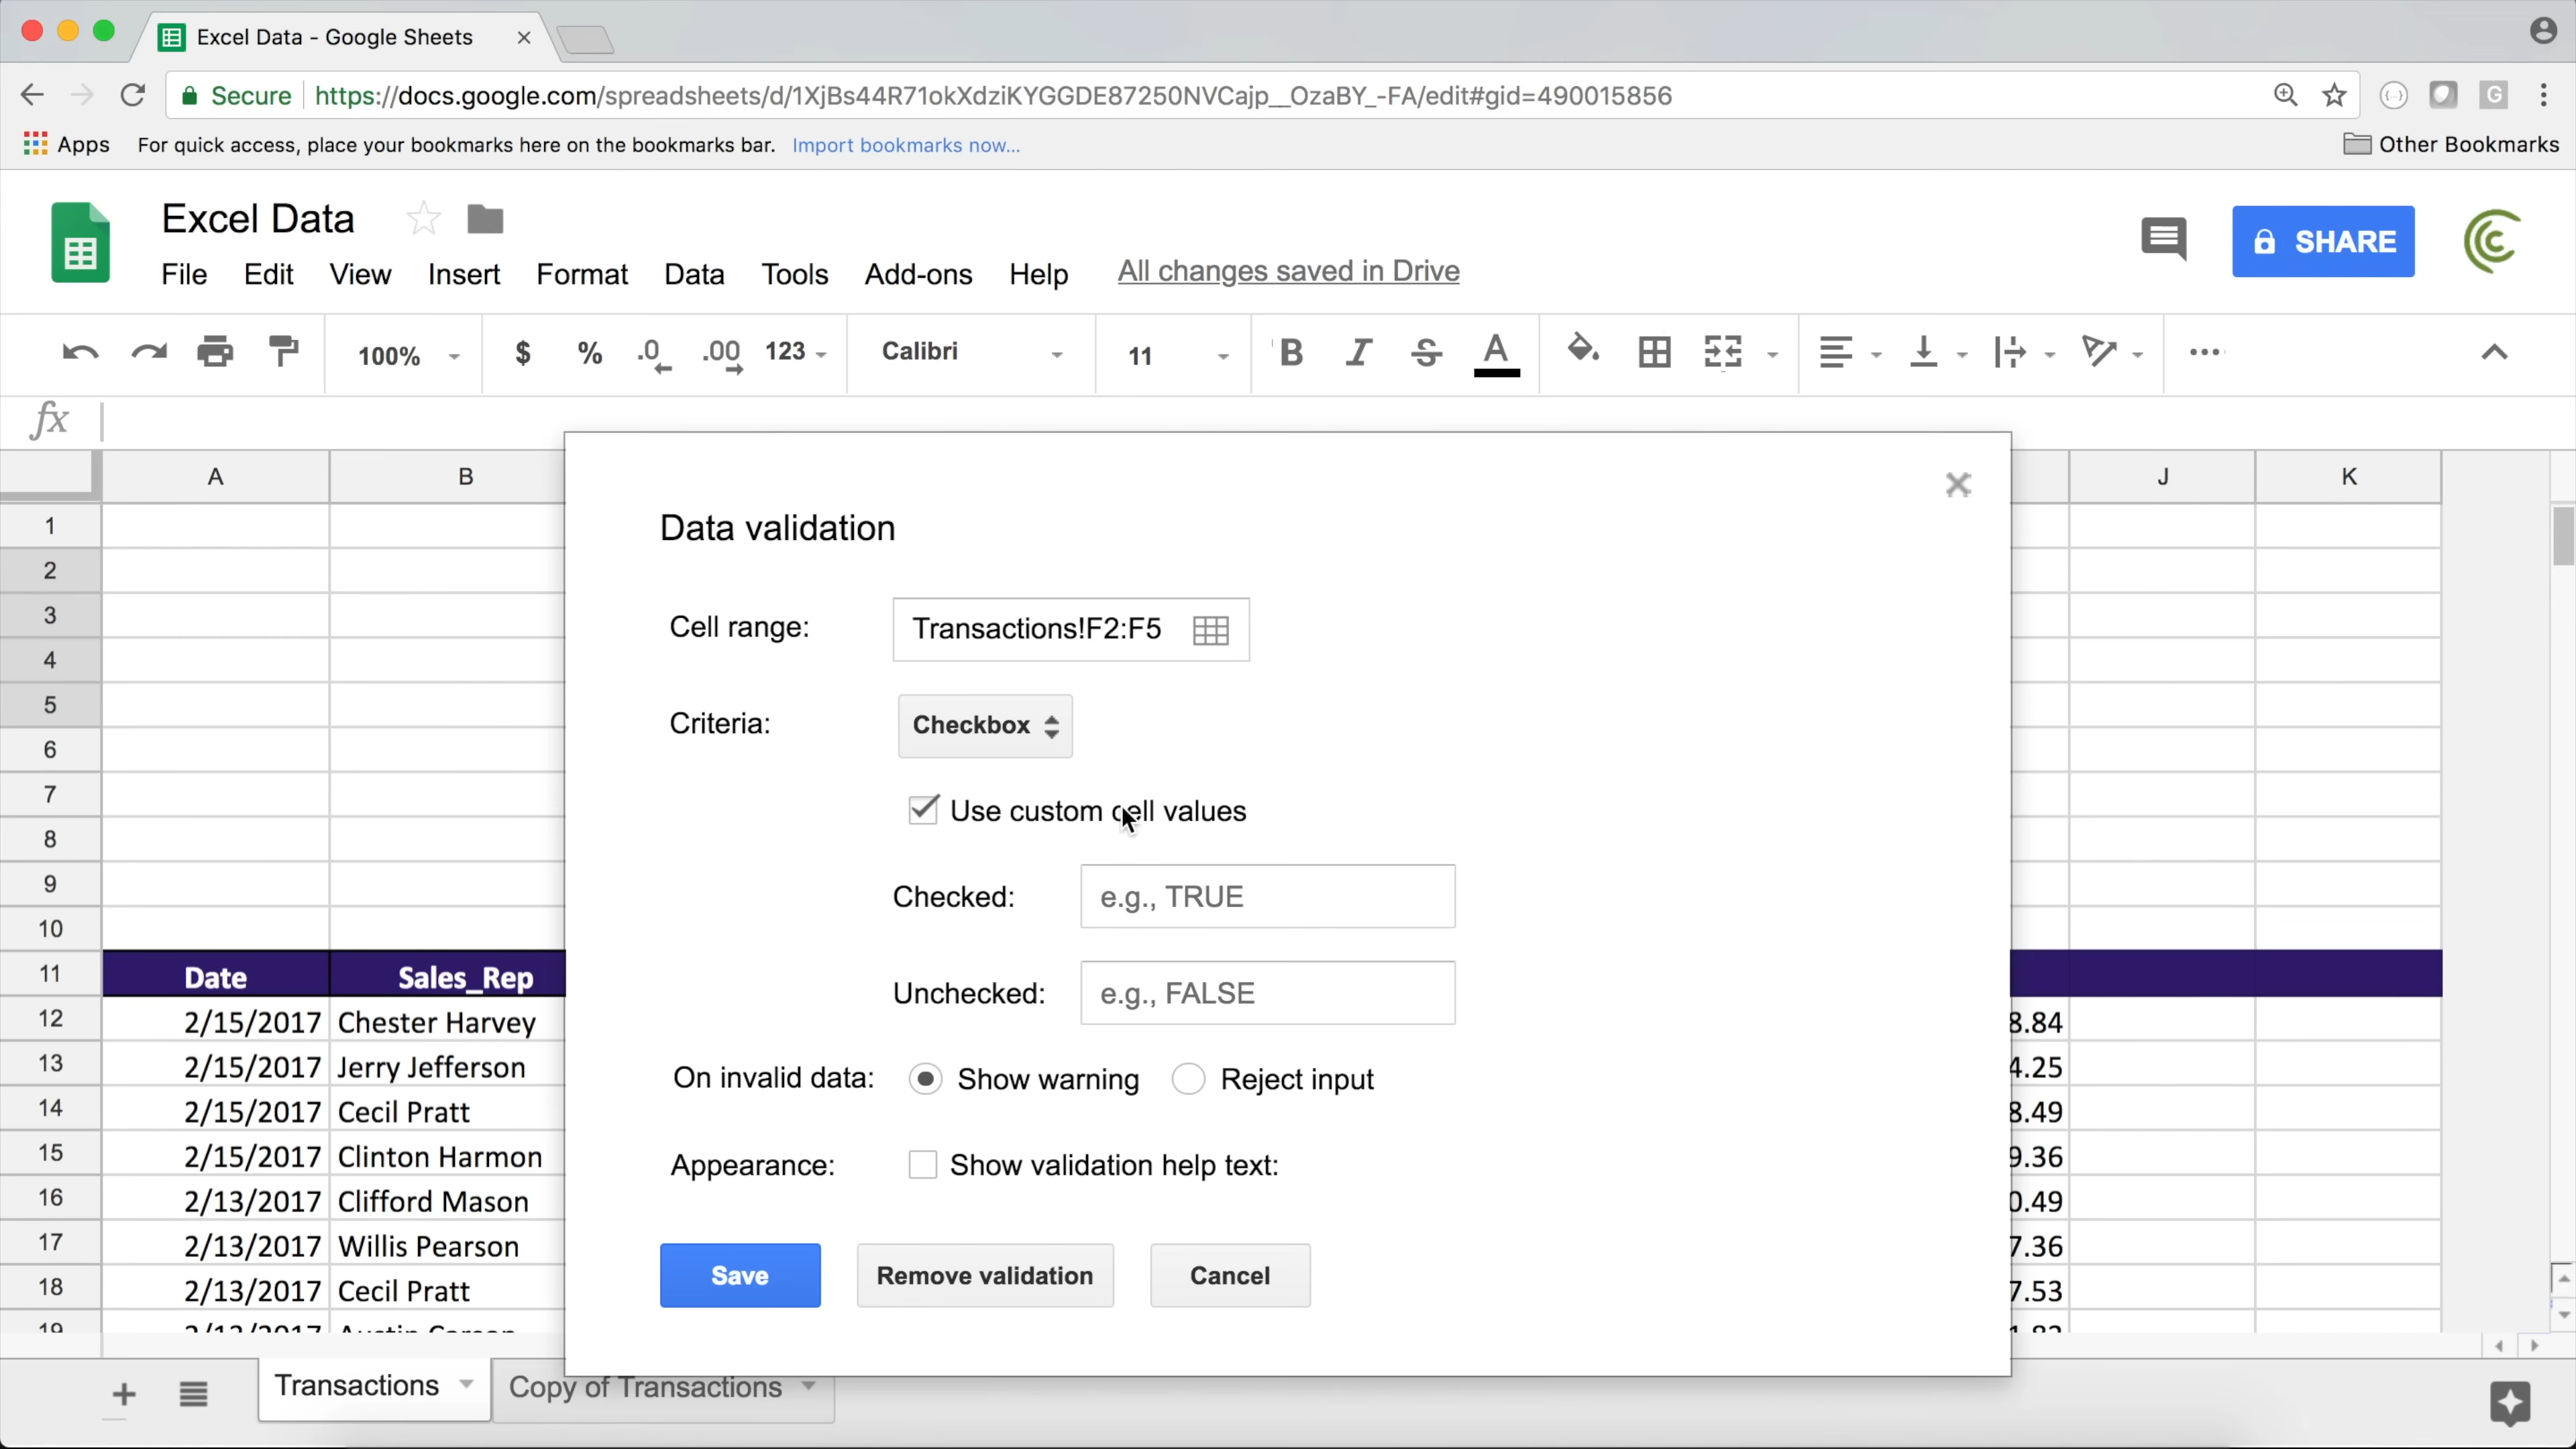 Excel Data - Google Sheets
Secure https://docs.google.com/spreadsheets/d/1XjBs44R71okXdziKYGGDE87250NVCajp__OzaBY_-FA/edit#gid=490015856
Apps For quick access, place your bookmarks here on the bookmarks bar. Import bookmarks now... Other Bookmarks
Excel Data
SHARE
File Edit View Insert Format Data Tools Add-ons Help All changes saved in Drive
100% $ % .0 .00 123 Calibri 11 B I S A
fx
A B J K
1
Data validation
2
3 Cell range: Transactions!F2:F5
4
5 Criteria: Checkbox
6
7 Use custom cell values
8
9 Checked: e.g., TRUE
10
11 Date Sales_Rep Unchecked: e.g., FALSE
12 2/15/2017 Chester Harvey 8.84
13 2/15/2017 Jerry Jefferson On invalid data: Show warning Reject input 4.25
14 2/15/2017 Cecil Pratt 8.49
15 2/15/2017 Clinton Harmon Appearance: Show validation help text: 9.36
16 2/13/2017 Clifford Mason 0.49
17 2/13/2017 Willis Pearson Save Remove validation Cancel 7.36
18 2/13/2017 Cecil Pratt 7.53
19
Transactions Copy of Transactions